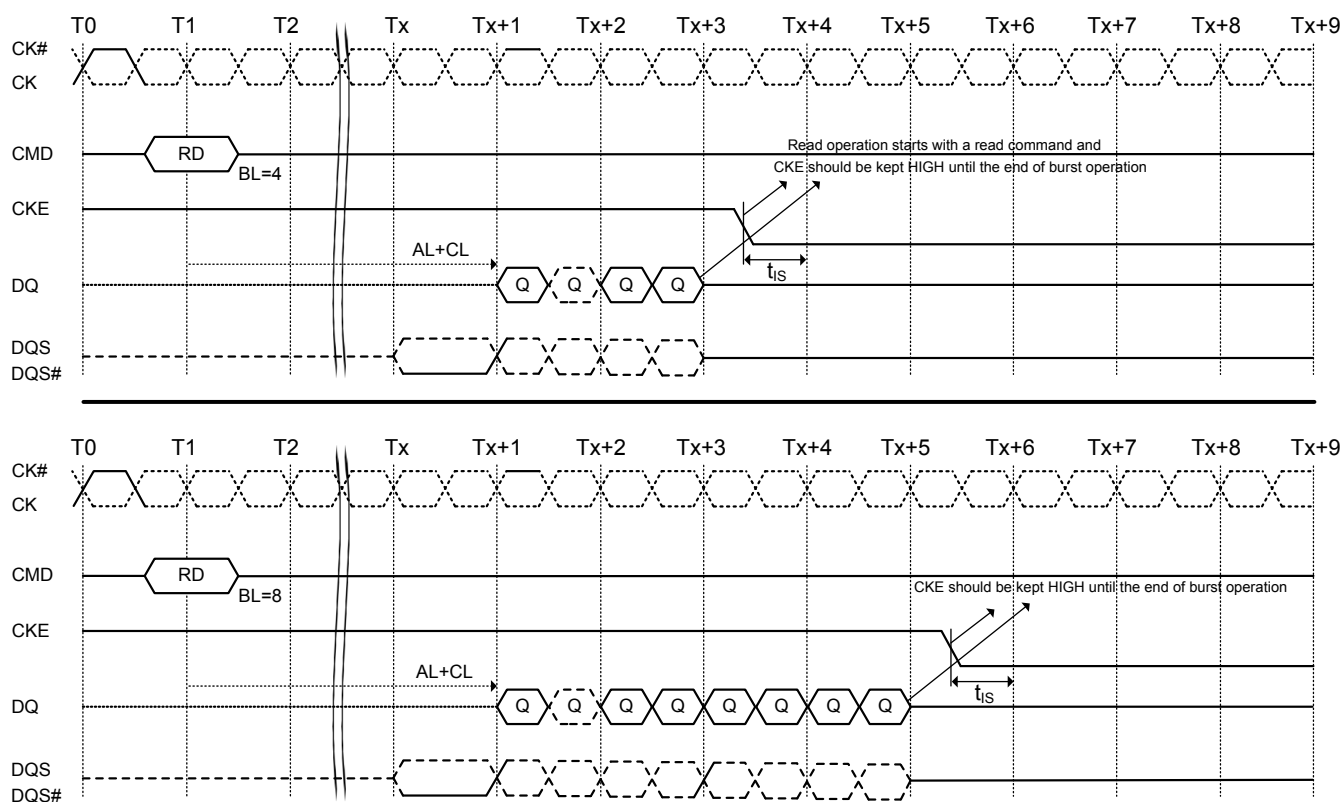 T0 T1 T2 Tx Tx+1 Tx+2 Tx+3 Tx+4 Tx+5 Tx+6 Tx+7 Tx+8 Tx+9
CK#
CK
Read operation starts with a read command and
CMD RD
BL=4
CKE should be kept HIGH until the end of burst operation
CKE
AL+CL
tIS
DQ Q Q Q Q
DQS
DQS#
T0 T1 T2 Tx Tx+1 Tx+2 Tx+3 Tx+4 Tx+5 Tx+6 Tx+7 Tx+8 Tx+9
CK#
CK
CMD RD
BL=8
CKE should be kept HIGH until the end of burst operation
CKE
AL+CL
tIS
DQ Q Q Q Q Q Q Q Q
DQS
DQS#